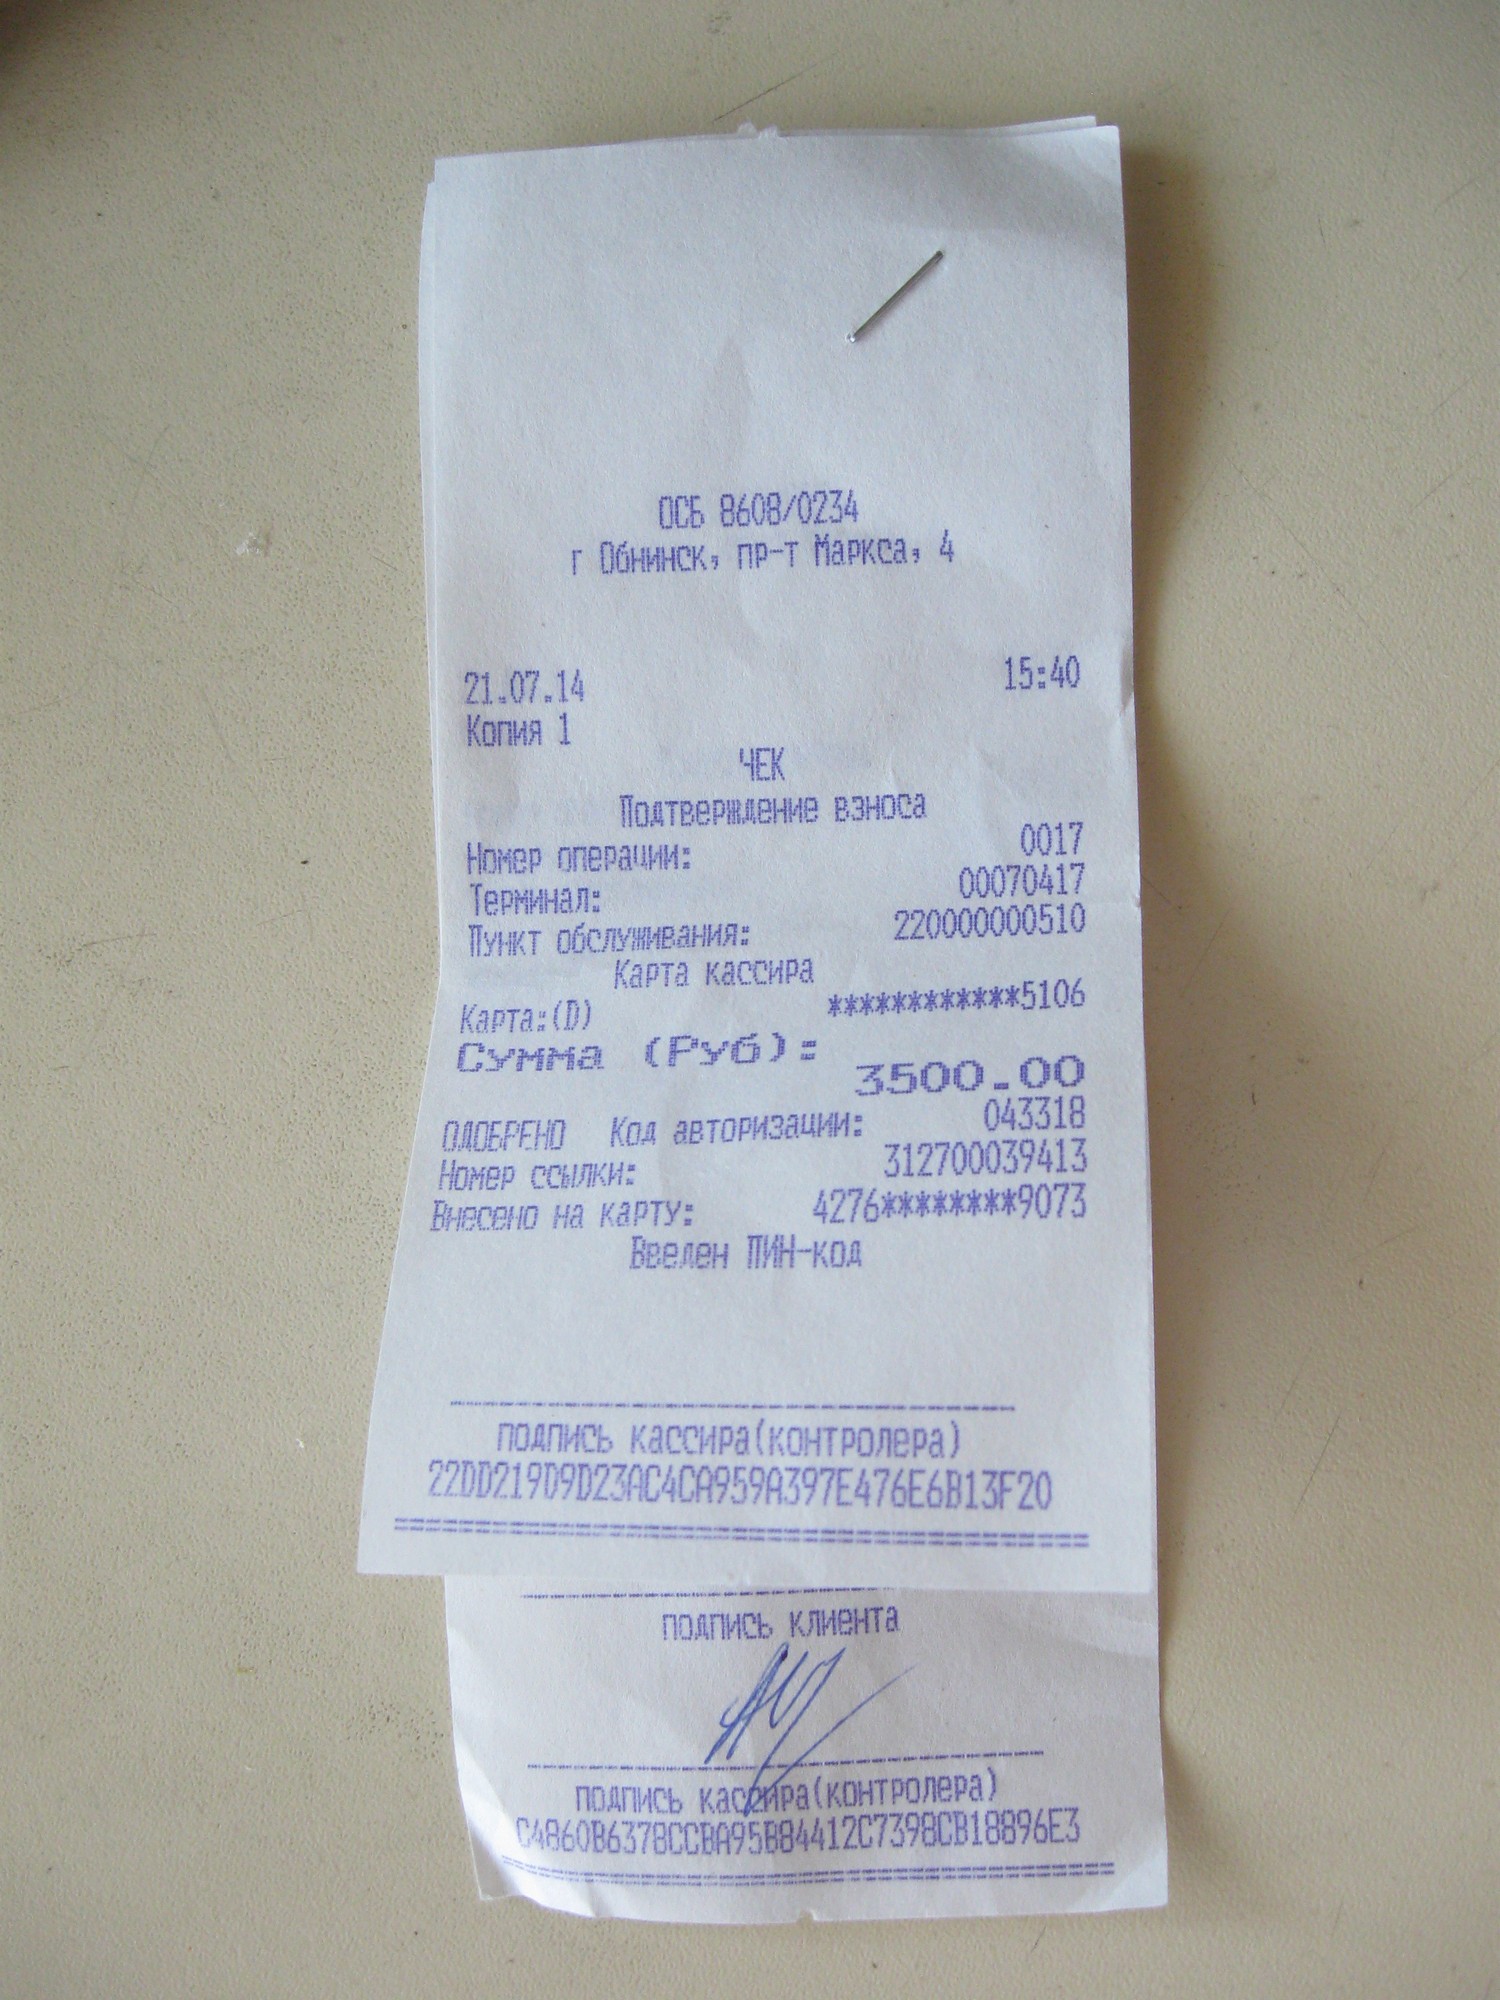 ОСБ 8608/0234
г Обнинск, пр-т Маркса, 4
21.07.14 15:40
Копия 1
ЧЕК
Подтверждение взноса
Номер операции: 0017
Терминал: 00070417
Пункт обслуживания: 220000000510
Карта кассира
Карта:(D) ************5106
Сумма (Руб): 3500.00
ОДОБРЕНО Код авторизации: 043318
Номер ссылки: 312700039413
Внесено на карту: 4276********9073
Введен ПИН-код
подпись кассира(контролера)
22DD219D9D23AC4CA959A397E476E6B13F20
подпись клиента
подпись кассира(контролера)
C4860B6378CCBA95B84412C7398CB18896E3